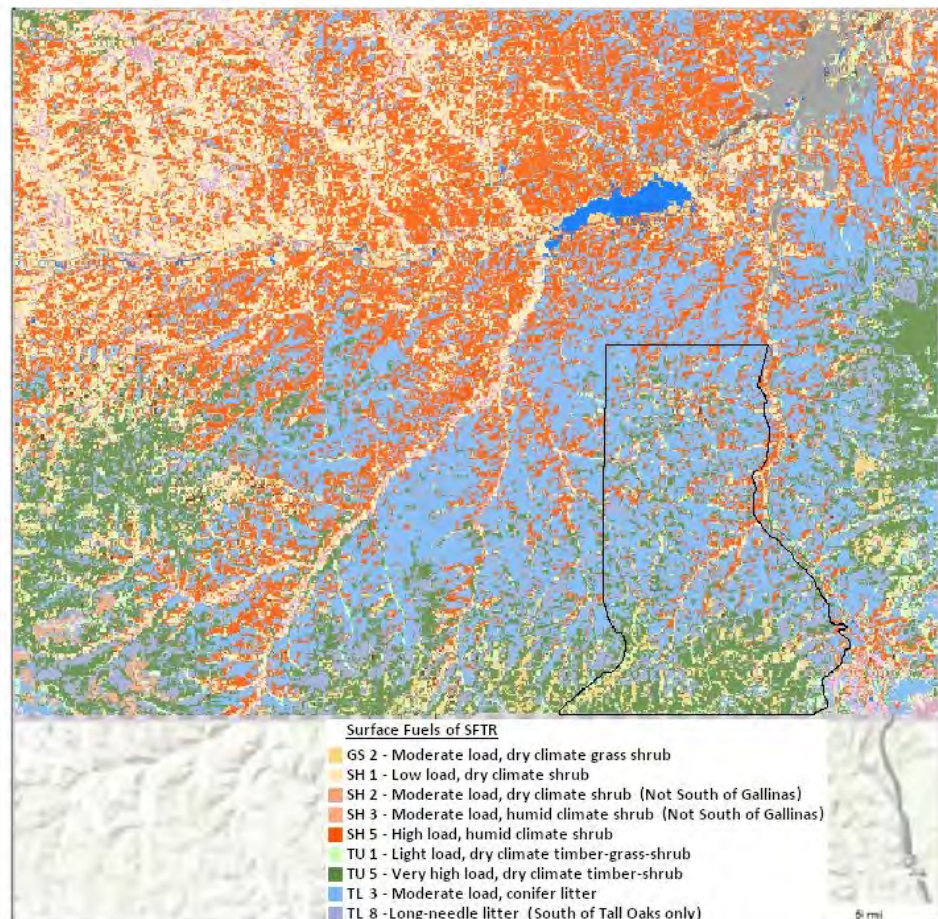 Surface Fuels of SFTR
GS 2 - Moderate load, dry climate grass shrub
SH 1 - Low load, dry climate shrub
SH 2 - Moderate load, dry climate shrub (Not South of Gallinas)
SH 3 - Moderate load, humid climate shrub (Not South of Gallinas)
SH 5 - High load, humid climate shrub
TU 1 - Light load, dry climate timber-grass-shrub
TU 5 - Very high load, dry climate timber-shrub
TL 3 - Moderate load, conifer litter
TL 8 -Long-needle litter (South of Tall Oaks only)